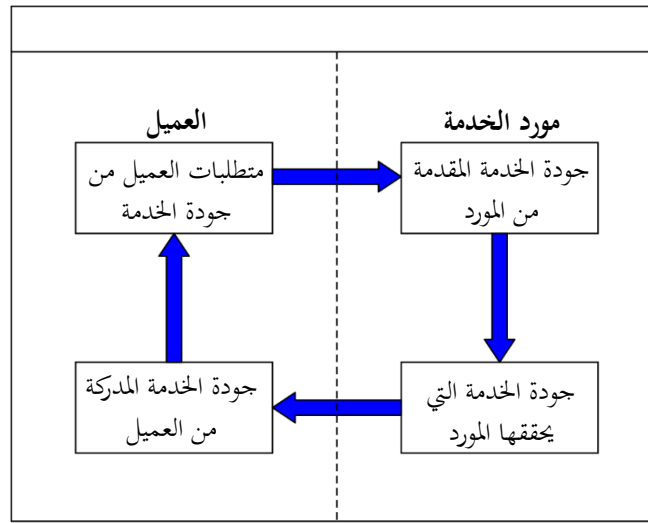 مورد الخدمة
العميل
جودة الخدمة المقدمة
من المورد
متطلبات العميل من
جودة الخدمة
جودة الخدمة التي
يحققها المورد
جودة الخدمة المدركة
من العميل